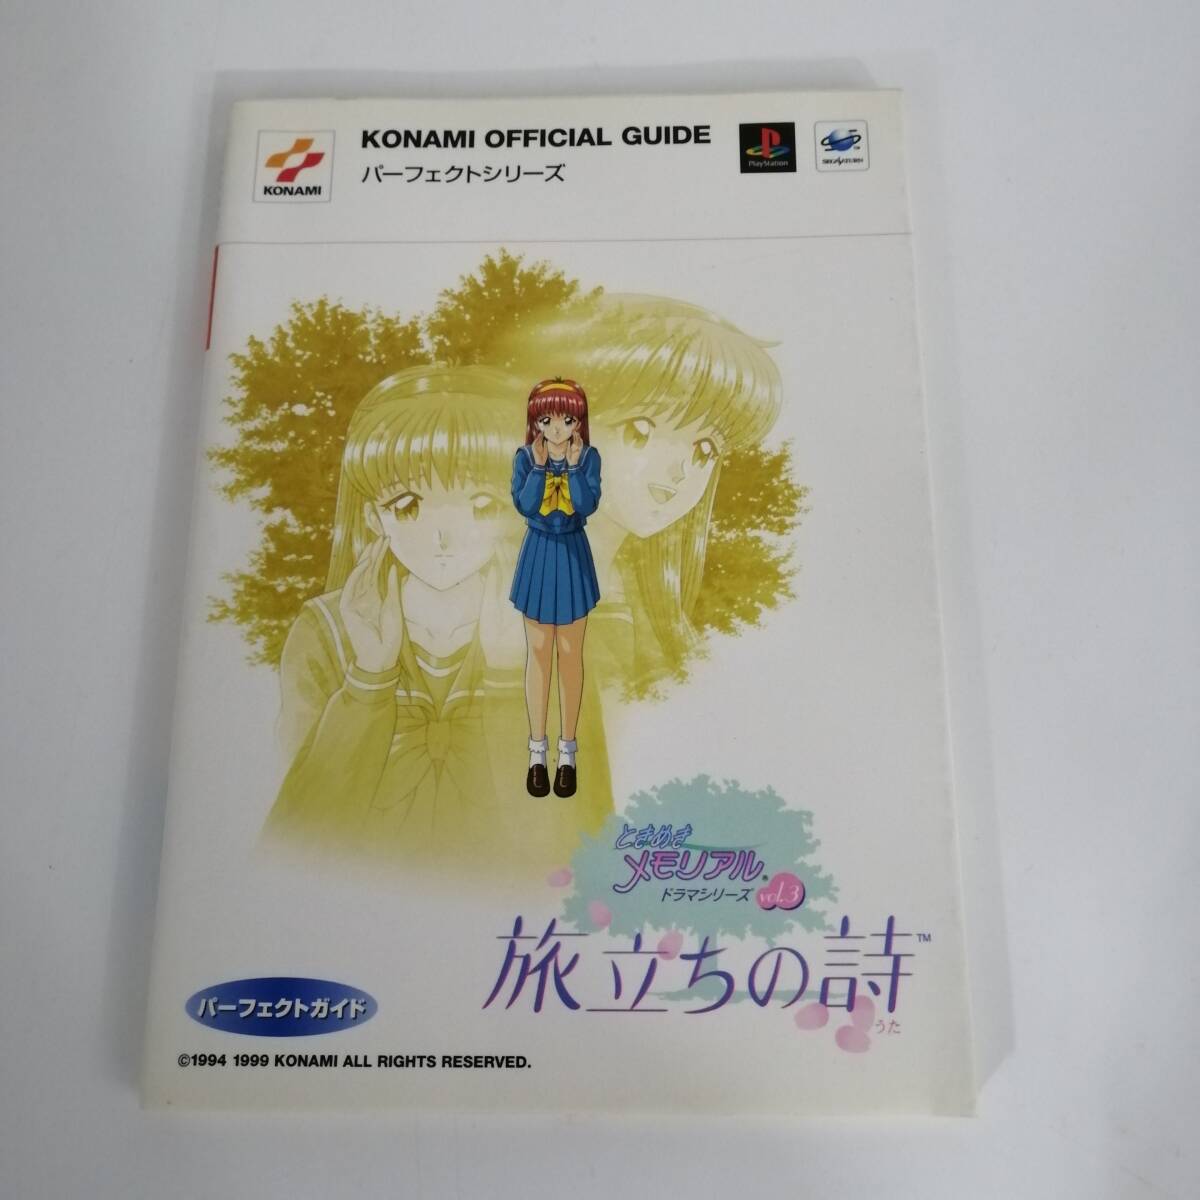 KONAMI
KONAMI OFFICIAL GUIDE
パーフェクトシリーズ
PlayStation
SEGA SATURN™
ときめき
メモリアル®
ドラマシリーズ vol.3
旅立ちの詩™
うた
パーフェクトガイド
©1994 1999 KONAMI ALL RIGHTS RESERVED.